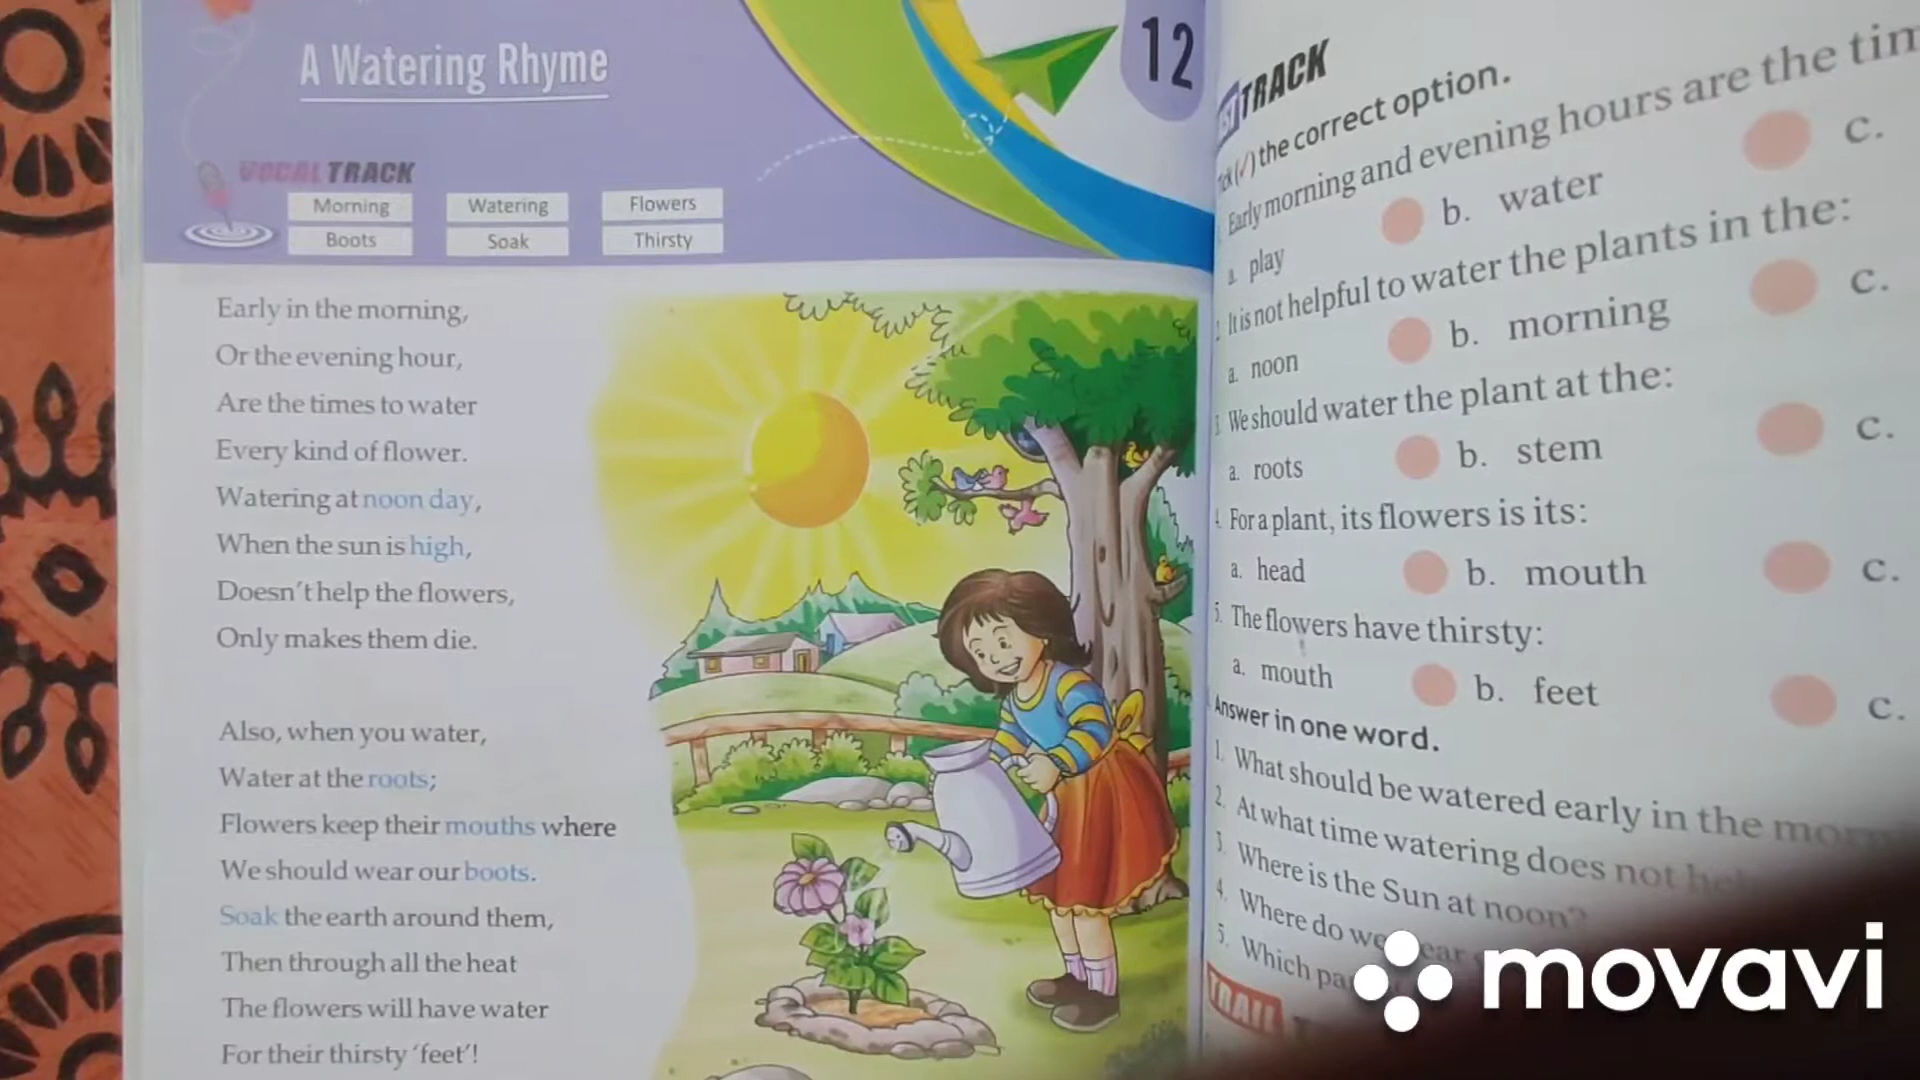 A Watering Rhyme
12
VOCAL TRACK
Morning Watering Flowers
Boots Soak Thirsty
Early in the morning,
Or the evening hour,
Are the times to water
Every kind of flower.
Watering at noon day,
When the sun is high,
Doesn't help the flowers,
Only makes them die.
Also, when you water,
Water at the roots;
Flowers keep their mouths where
We should wear our boots.
Soak the earth around them,
Then through all the heat
The flowers will have water
For their thirsty 'feet'!
TRACK
(✓) the correct option.
Early morning and evening hours are the
a. play b. water c.
It is not helpful to water the plants in the:
a. noon b. morning c.
We should water the plant at the:
a. roots b. stem c.
4. For a plant, its flowers is its:
a. head b. mouth c.
5. The flowers have thirsty:
a. mouth b. feet c.
Answer in one word.
1. What should be watered early in the
2. At what time watering does not
3. Where is the Sun at noon?
4. Where do we
5. Which
TRAIL
movavi